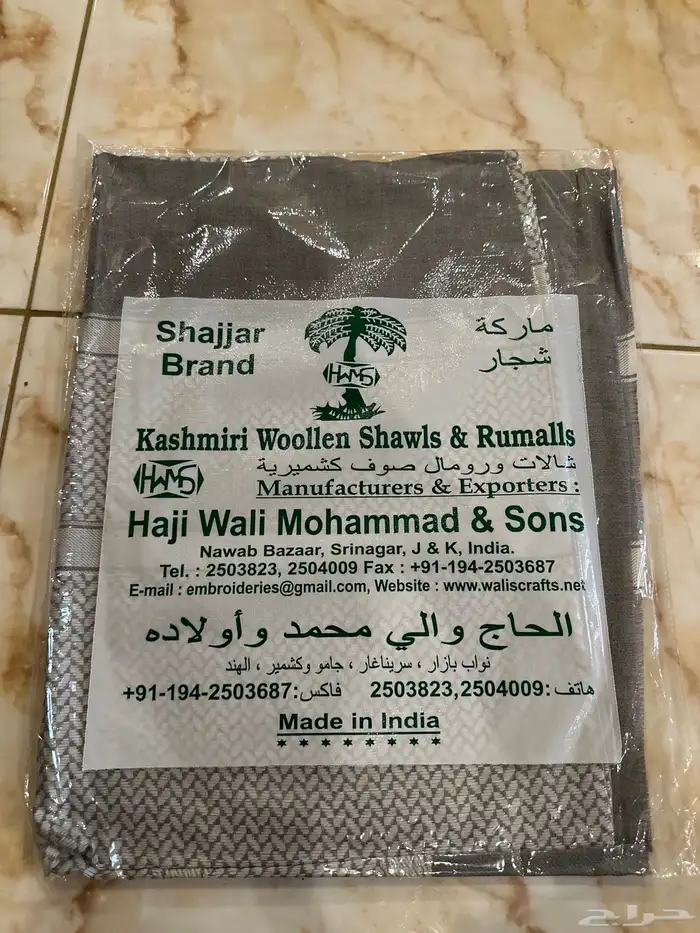 Shajjar
Brand
ماركة
شجار
HWMS
Kashmiri Woollen Shawls & Rumalls
شالات ورومال صوف كشميرية
HWMS
Manufacturers & Exporters :
Haji Wali Mohammad & Sons
Nawab Bazaar, Srinagar, J & K, India.
Tel. : 2503823, 2504009 Fax : +91-194-2503687
E-mail : embroideries@gmail.com, Website : www.waliscrafts.net
الحاج والي محمد وأولاده
نواب بازار ، سريناغار ، جامو وكشمير ، الهند
هاتف :2503823,2504009 فاكس:+91-194-2503687
Made in India
حراج